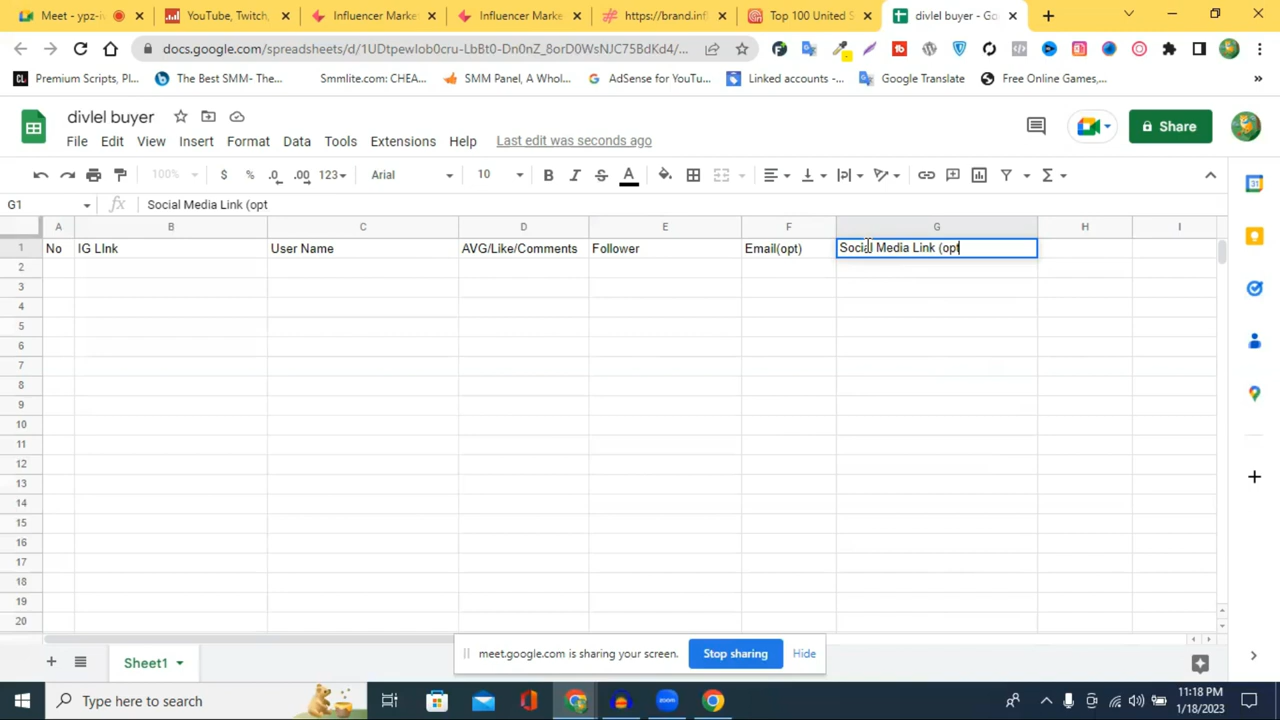 Meet - ypz-i
YouTube, Twitch,
Influencer Marke
Influencer Marke
https://brand.infl
Top 100 United S
divlel buyer - Go
docs.google.com/spreadsheets/d/1UDtpewIob0cru-LbBt0-Dn0nZ_8orD0WsNJC75BdKd4/...
Premium Scripts, Pl...
The Best SMM- The...
Smmlite.com: CHEA...
SMM Panel, A Whol...
AdSense for YouTu...
Linked accounts -...
Google Translate
Free Online Games,...
divlel buyer
Share
File Edit View Insert Format Data Tools Extensions Help Last edit was seconds ago
100% $ % .0 .00 123 Arial 10 B I S A
G1 fx Social Media Link (opt
A B C D E F G H I
1 No IG LInk User Name AVG/Like/Comments Follower Email(opt) Social Media Link (opt
2
3
4
5
6
7
8
9
10
11
12
13
14
15
16
17
18
19
20
meet.google.com is sharing your screen. Stop sharing Hide
Sheet1
Type here to search
11:18 PM
1/18/2023